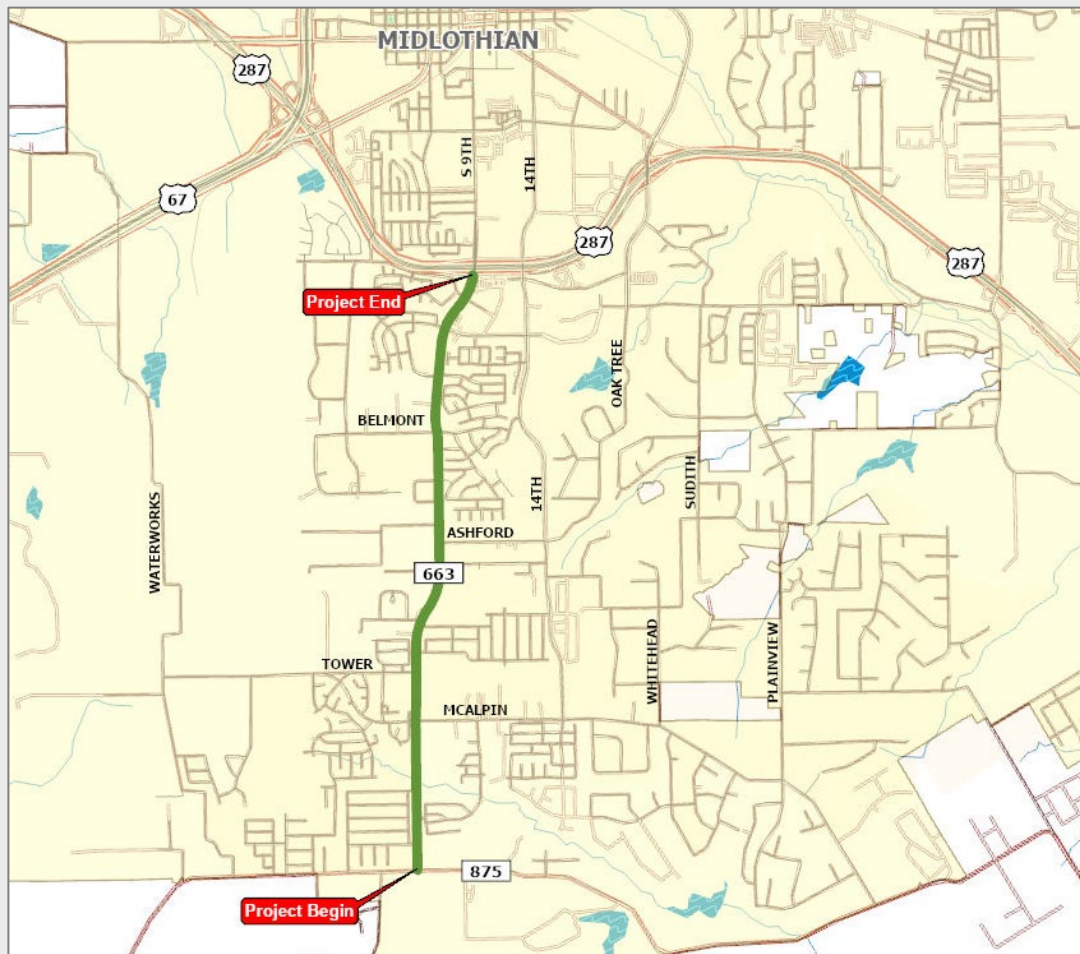 MIDLOTHIAN
287
S 9TH
14TH
67
287
287
Project End
OAK TREE
BELMONT
SUDITH
14TH
WATERWORKS
ASHFORD
663
WHITEHEAD
PLAINVIEW
TOWER
MCALPIN
875
Project Begin